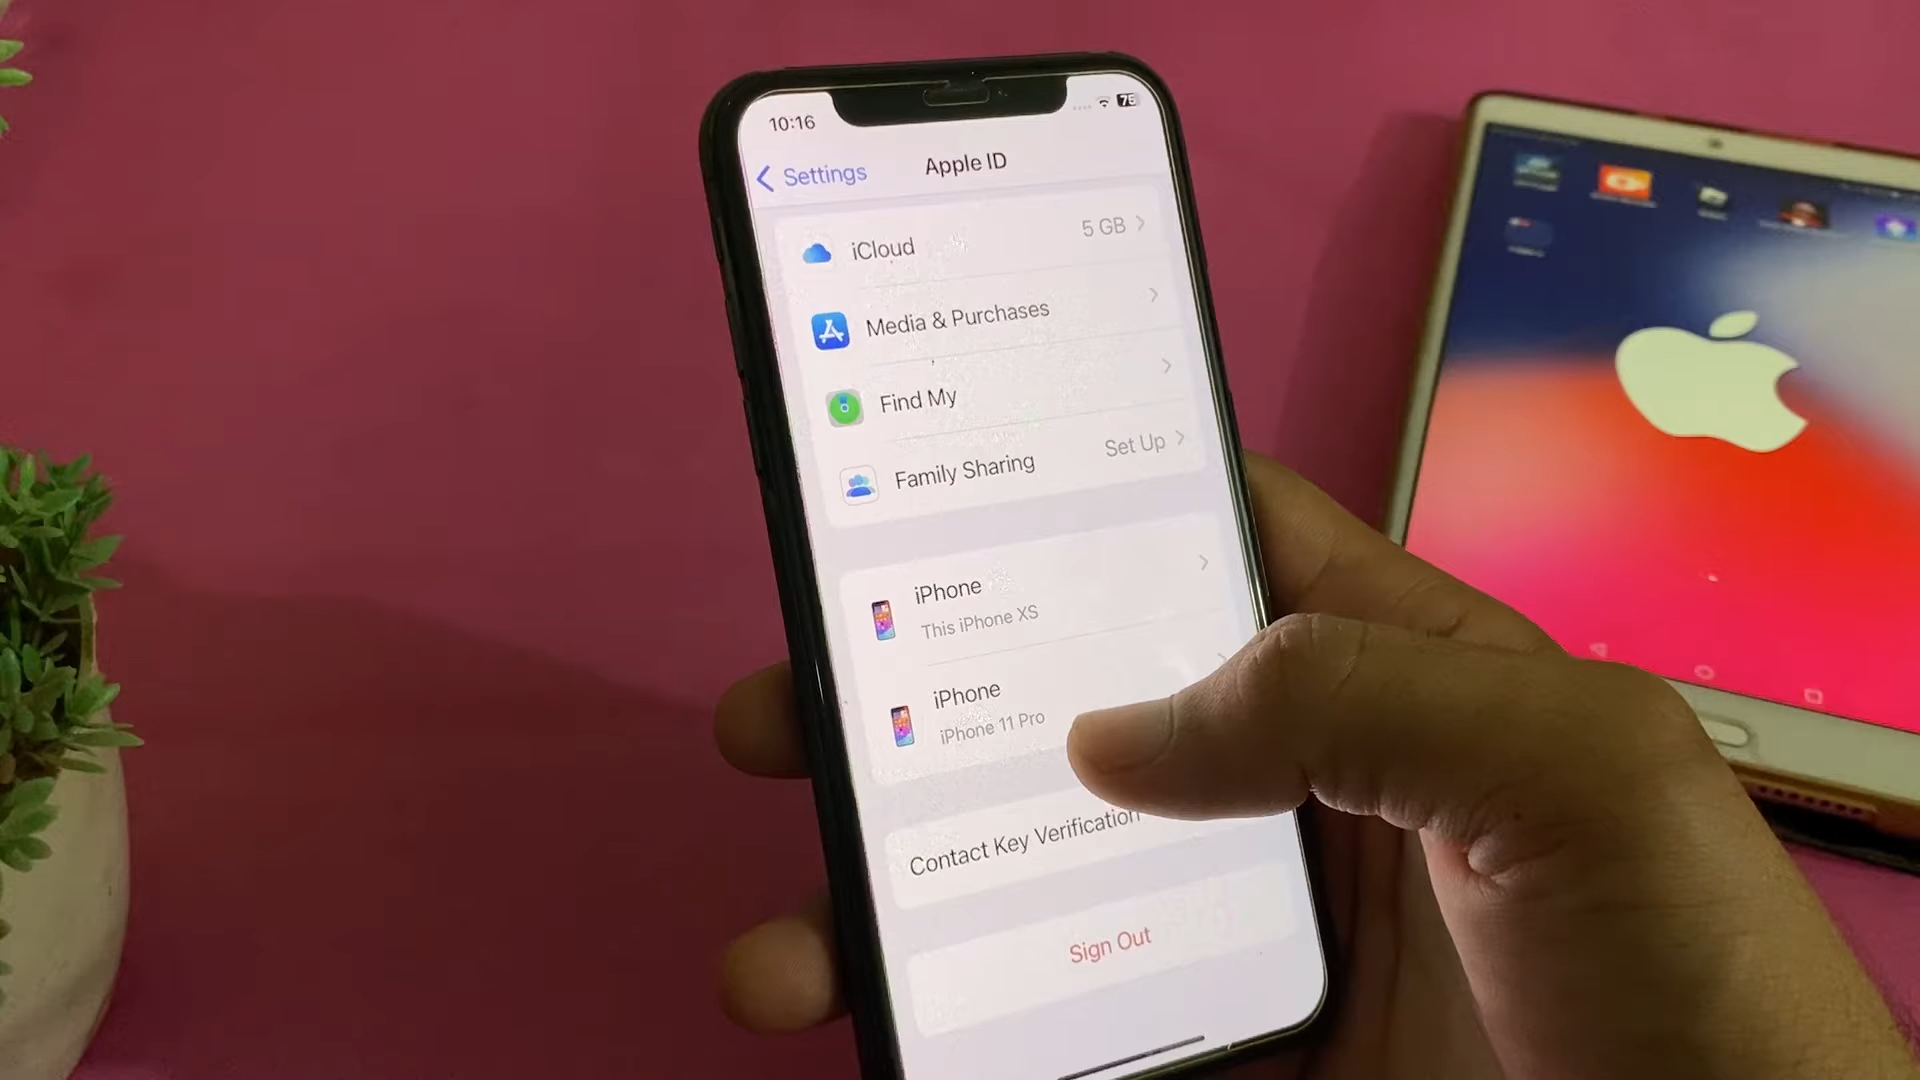 10:16
75
Settings
Apple ID
iCloud
5 GB
Media & Purchases
Find My
Family Sharing
Set Up
iPhone
This iPhone XS
iPhone
iPhone 11 Pro
Contact Key Verification
Sign Out